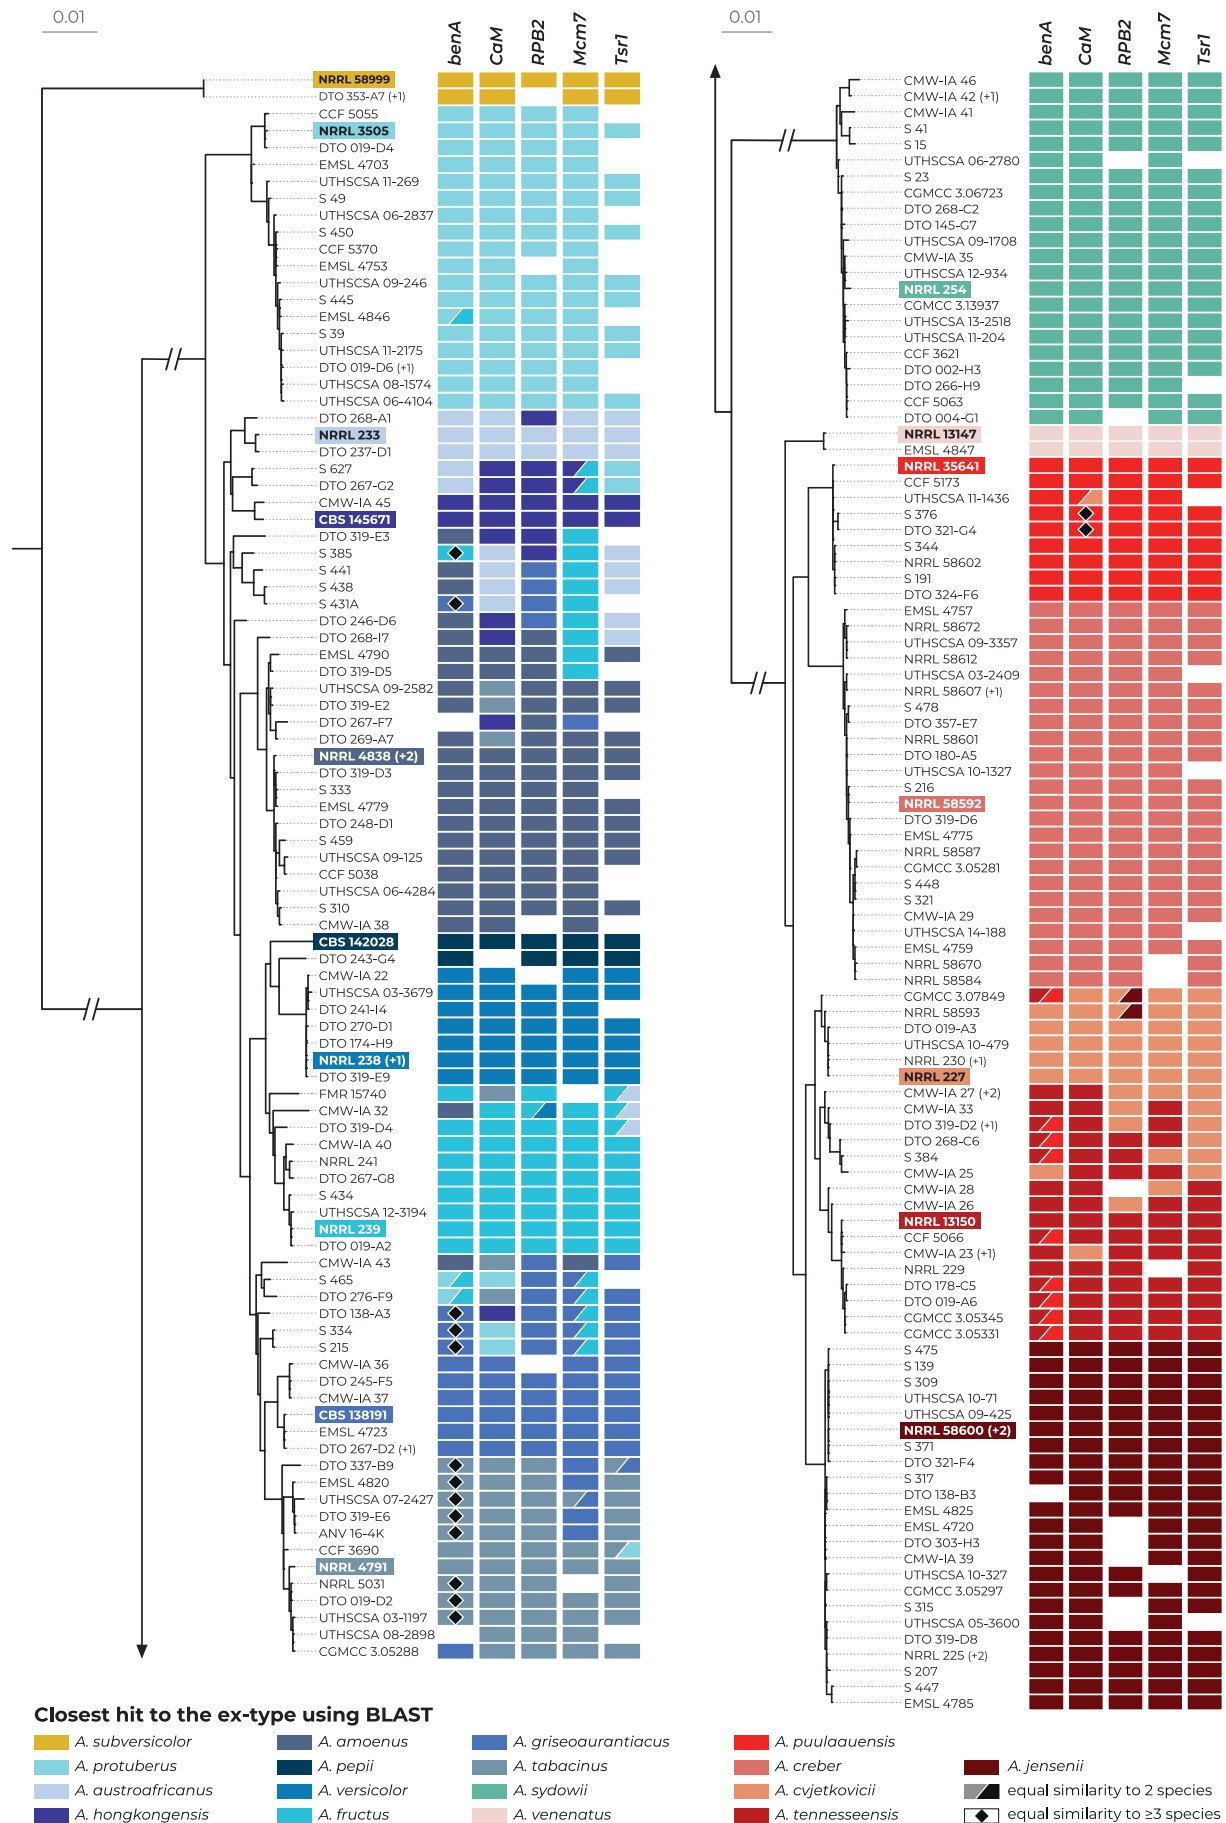 0.01
benA
CaM
RPB2
Mcm7
Tsr1
NRRL 58999
DTO 353-A7 (+1)
CCF 5055
NRRL 3505
DTO 019-D4
EMSL 4703
UTHSCSA 11-269
S 49
UTHSCSA 06-2837
S 450
CCF 5370
EMSL 4753
UTHSCSA 09-246
S 445
EMSL 4846
S 39
UTHSCSA 11-2175
DTO 019-D6 (+1)
UTHSCSA 08-1574
UTHSCSA 06-4104
DTO 268-A1
NRRL 233
DTO 237-D1
S 627
DTO 267-G2
CMW-IA 45
CBS 145671
DTO 319-E3
S 385
S 441
S 438
S 431A
DTO 246-D6
DTO 268-I7
EMSL 4790
DTO 319-D5
UTHSCSA 09-2582
DTO 319-E2
DTO 267-F7
DTO 269-A7
NRRL 4838 (+2)
DTO 319-D3
S 333
EMSL 4779
DTO 248-D1
S 459
UTHSCSA 09-125
CCF 5038
UTHSCSA 06-4284
S 310
CMW-IA 38
CBS 142028
DTO 243-G4
CMW-IA 22
UTHSCSA 03-3679
DTO 241-I4
DTO 270-D1
DTO 174-H9
NRRL 238 (+1)
DTO 319-E9
FMR 15740
CMW-IA 32
DTO 319-D4
CMW-IA 40
NRRL 241
DTO 267-G8
S 434
UTHSCSA 12-3194
NRRL 239
DTO 019-A2
CMW-IA 43
S 465
DTO 276-F9
DTO 138-A3
S 334
S 215
CMW-IA 36
DTO 245-F5
CMW-IA 37
CBS 138191
EMSL 4723
DTO 267-D2 (+1)
DTO 337-B9
EMSL 4820
UTHSCSA 07-2427
DTO 319-E6
ANV 16-4K
CCF 3690
NRRL 4791
NRRL 5031
DTO 019-D2
UTHSCSA 03-1197
UTHSCSA 08-2898
CGMCC 3.05288
0.01
benA
CaM
RPB2
Mcm7
Tsr1
CMW-IA 46
CMW-IA 42 (+1)
CMW-IA 41
S 41
S 15
UTHSCSA 06-2780
S 23
CGMCC 3.06723
DTO 268-C2
DTO 145-G7
UTHSCSA 09-1708
CMW-IA 35
UTHSCSA 12-934
NRRL 254
CGMCC 3.13937
UTHSCSA 13-2518
UTHSCSA 11-204
CCF 3621
DTO 002-H3
DTO 266-H9
CCF 5063
DTO 004-G1
NRRL 13147
EMSL 4847
NRRL 35641
CCF 5173
UTHSCSA 11-1436
S 376
DTO 321-G4
S 344
NRRL 58602
S 191
DTO 324-F6
EMSL 4757
NRRL 58672
UTHSCSA 09-3357
NRRL 58612
UTHSCSA 03-2409
NRRL 58607 (+1)
S 478
DTO 357-E7
NRRL 58601
DTO 180-A5
UTHSCSA 10-1327
S 216
NRRL 58592
DTO 319-D6
EMSL 4775
NRRL 58587
CGMCC 3.05281
S 448
S 321
CMW-IA 29
UTHSCSA 14-188
EMSL 4759
NRRL 58670
NRRL 58584
CGMCC 3.07849
NRRL 58593
DTO 019-A3
UTHSCSA 10-479
NRRL 230 (+1)
NRRL 227
CMW-IA 27 (+2)
CMW-IA 33
DTO 319-D2 (+1)
DTO 268-C6
S 384
CMW-IA 25
CMW-IA 28
CMW-IA 26
NRRL 13150
CCF 5066
CMW-IA 23 (+1)
NRRL 229
DTO 178-C5
DTO 019-A6
CGMCC 3.05345
CGMCC 3.05331
S 475
S 139
S 309
UTHSCSA 10-71
UTHSCSA 09-425
NRRL 58600 (+2)
S 371
DTO 321-F4
S 317
DTO 138-B3
EMSL 4825
EMSL 4720
DTO 303-H3
CMW-IA 39
UTHSCSA 10-327
CGMCC 3.05297
S 315
UTHSCSA 05-3600
DTO 319-D8
NRRL 225 (+2)
S 207
S 447
EMSL 4785
Closest hit to the ex-type using BLAST
A. subversicolor
A. protuberus
A. austroafricanus
A. hongkongensis
A. amoenus
A. pepii
A. versicolor
A. fructus
A. griseoaurantiacus
A. tabacinus
A. sydowii
A. venenatus
A. puulaauensis
A. creber
A. cvjetkovicii
A. tennesseensis
A. jensenii
equal similarity to 2 species
equal similarity to ≥3 species